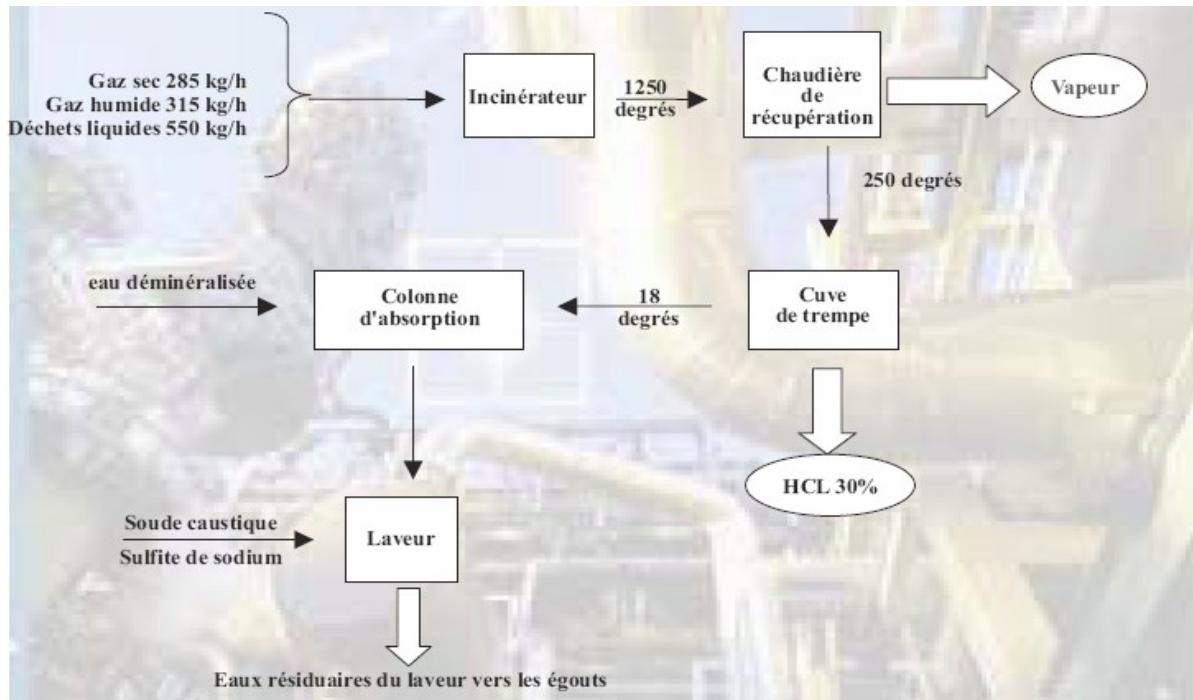 Gaz sec 285 kg/h
Gaz humide 315 kg/h
Déchets liquides 550 kg/h
Incinérateur
1250
degrés
Chaudière
de
récupération
Vapeur
250 degrés
eau déminéralisée
Colonne
d'absorption
18
degrés
Cuve
de trempe
HCL 30%
Soude caustique
Sulfite de sodium
Laveur
Eaux résiduaires du laveur vers les égouts